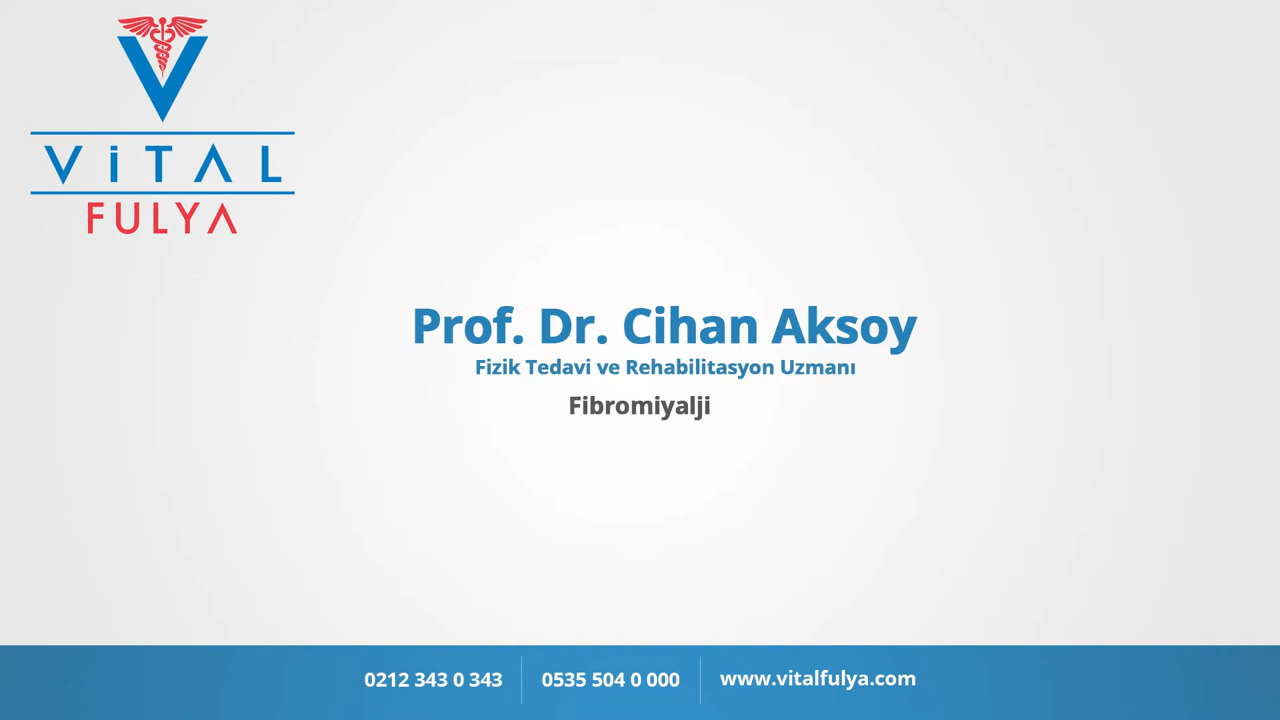 VİTAL
FULYA
Prof. Dr. Cihan Aksoy
Fizik Tedavi ve Rehabilitasyon Uzmanı
Fibromiyalji
0212 343 0 343
0535 504 0 000
www.vitalfulya.com